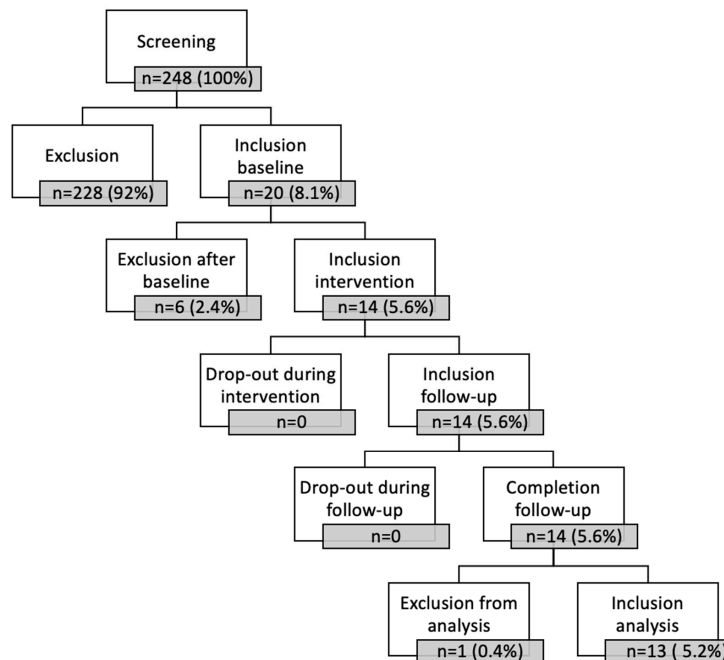 Screening
n=248 (100%)
Exclusion
n=228 (92%)
Inclusion
baseline
n=20 (8.1%)
Exclusion after
baseline
n=6 (2.4%)
Inclusion
intervention
n=14 (5.6%)
Drop-out during
intervention
n=0
Inclusion
follow-up
n=14 (5.6%)
Drop-out during
follow-up
n=0
Completion
follow-up
n=14 (5.6%)
Exclusion from
analysis
n=1 (0.4%)
Inclusion
analysis
n=13 ( 5.2%)